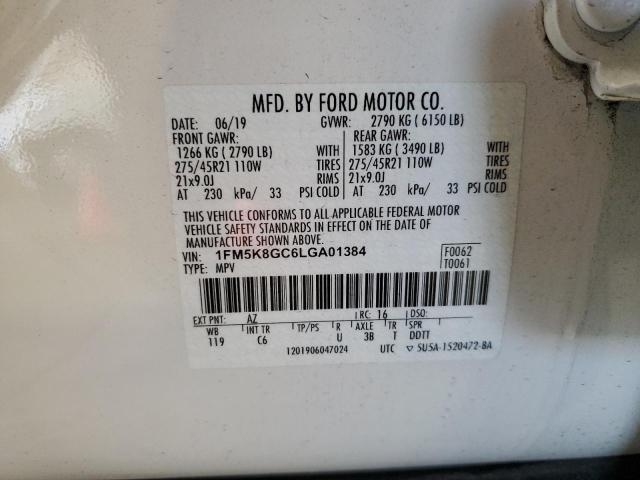 MFD. BY FORD MOTOR CO.
DATE: 06/19 GVWR: 2790 KG ( 6150 LB)
FRONT GAWR: REAR GAWR:
1266 KG ( 2790 LB) WITH 1583 KG ( 3490 LB) WITH
275/45R21 110W TIRES 275/45R21 110W TIRES
21x9.0J RIMS 21x9.0J RIMS
AT 230 kPa/ 33 PSI COLD AT 230 kPa/ 33 PSI COLD
THIS VEHICLE CONFORMS TO ALL APPLICABLE FEDERAL MOTOR
VEHICLE SAFETY STANDARDS IN EFFECT ON THE DATE OF
MANUFACTURE SHOWN ABOVE.
VIN: 1FM5K8GC6LGA01384 F0062
TYPE: MPV T0061
EXT PNT: AZ RC: 16 DSO:
WB INT TR TP/PS R AXLE TR SPR
119 C6 U 3B T DDTT
1201906047024 UTC ▽ 5USA-1520472-BA